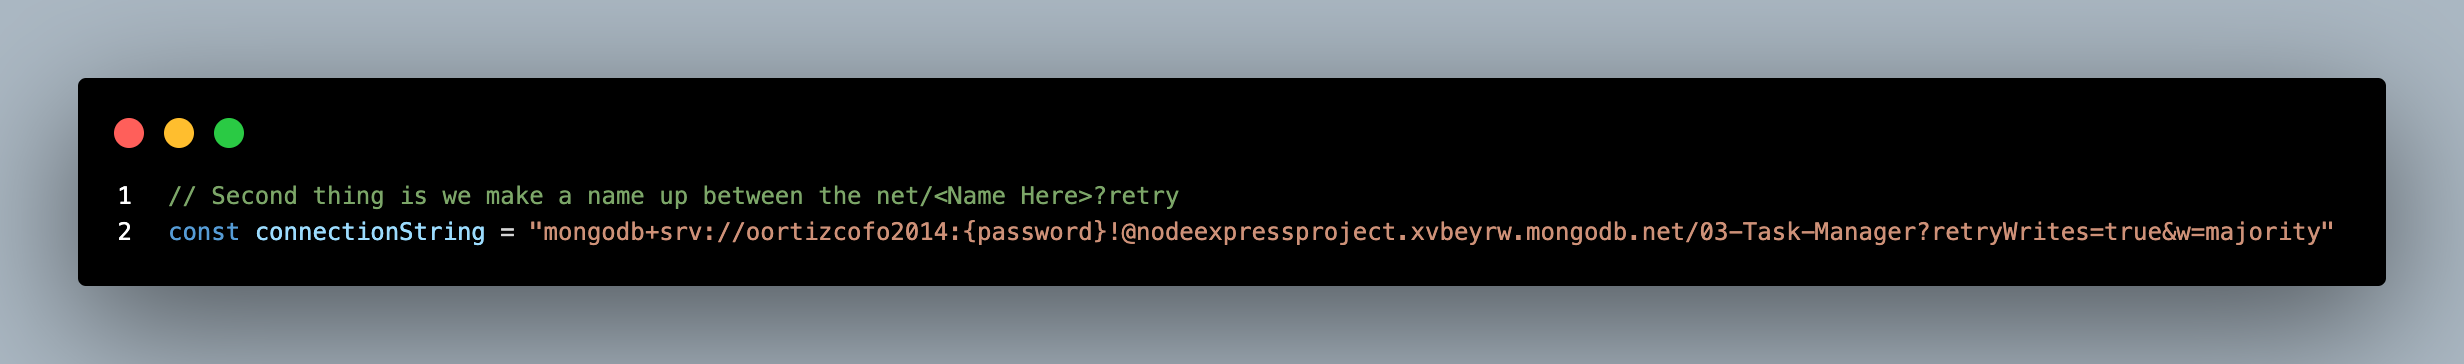 1 // Second thing is we make a name up between the net/<Name Here>?retry
2 const connectionString = "mongodb+srv://oortizcofo2014:{password}!@nodeexpressproject.xvbeyrw.mongodb.net/03-Task-Manager?retryWrites=true&w=majority"